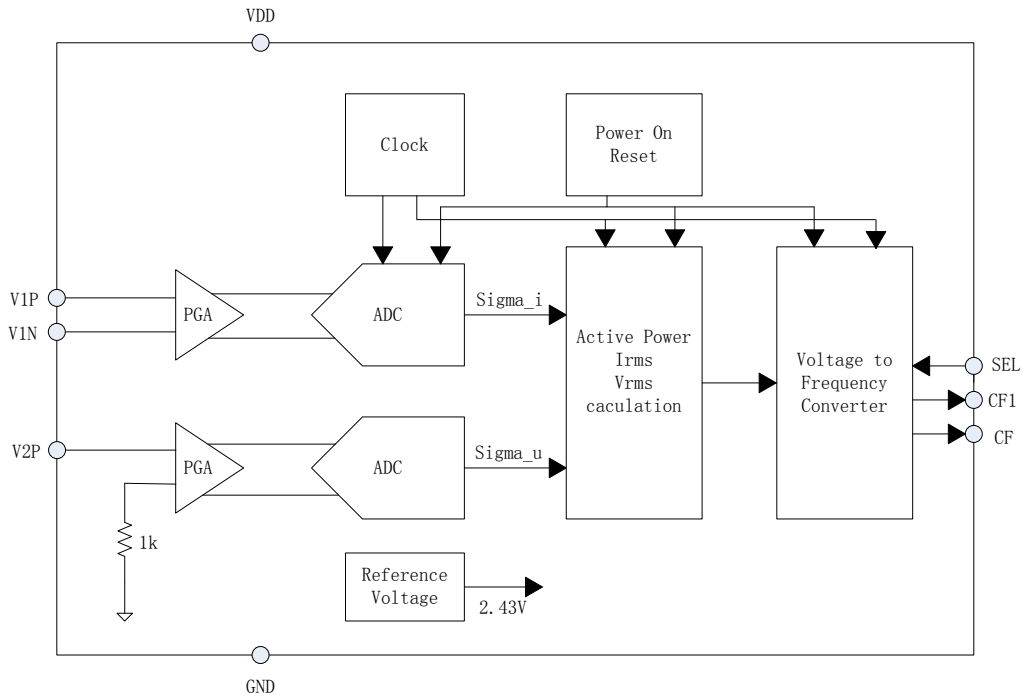 VDD
Clock
Power On
Reset
V1P
V1N
PGA
ADC
Sigma_i
Active Power
Irms
Vrms
caculation
Voltage to
Frequency
Converter
SEL
CF1
CF
V2P
PGA
ADC
Sigma_u
1k
Reference
Voltage
2.43V
GND